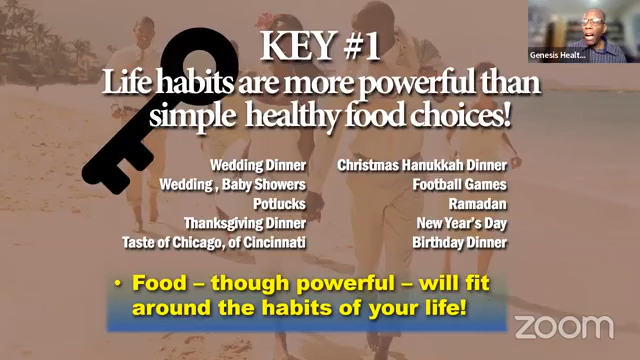 Genesis Healt...
KEY #1
Life habits are more powerful than
simple healthy food choices!
Wedding Dinner
Wedding , Baby Showers
Potlucks
Thanksgiving Dinner
Taste of Chicago, of Cincinnati
Christmas Hanukkah Dinner
Football Games
Ramadan
New Year's Day
Birthday Dinner
• Food – though powerful – will fit
around the habits of your life!
zoom